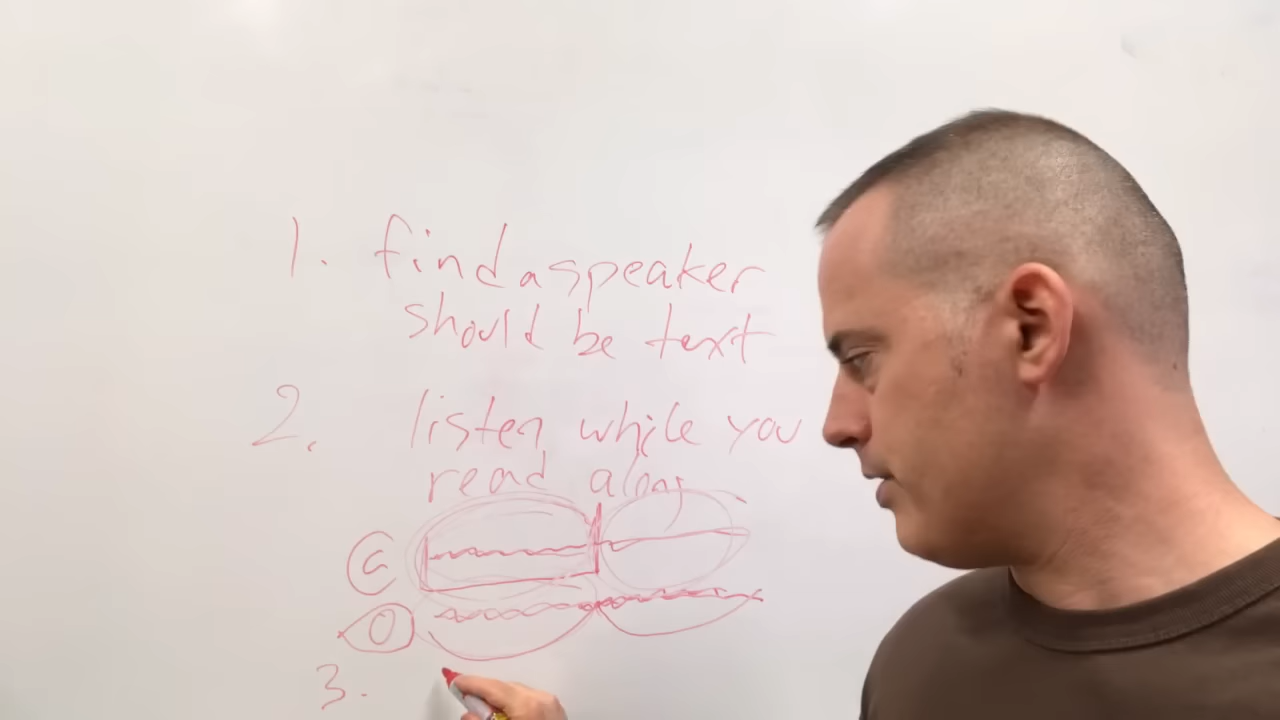 1. find a speaker
should be text
2. listen while you
read along
3.